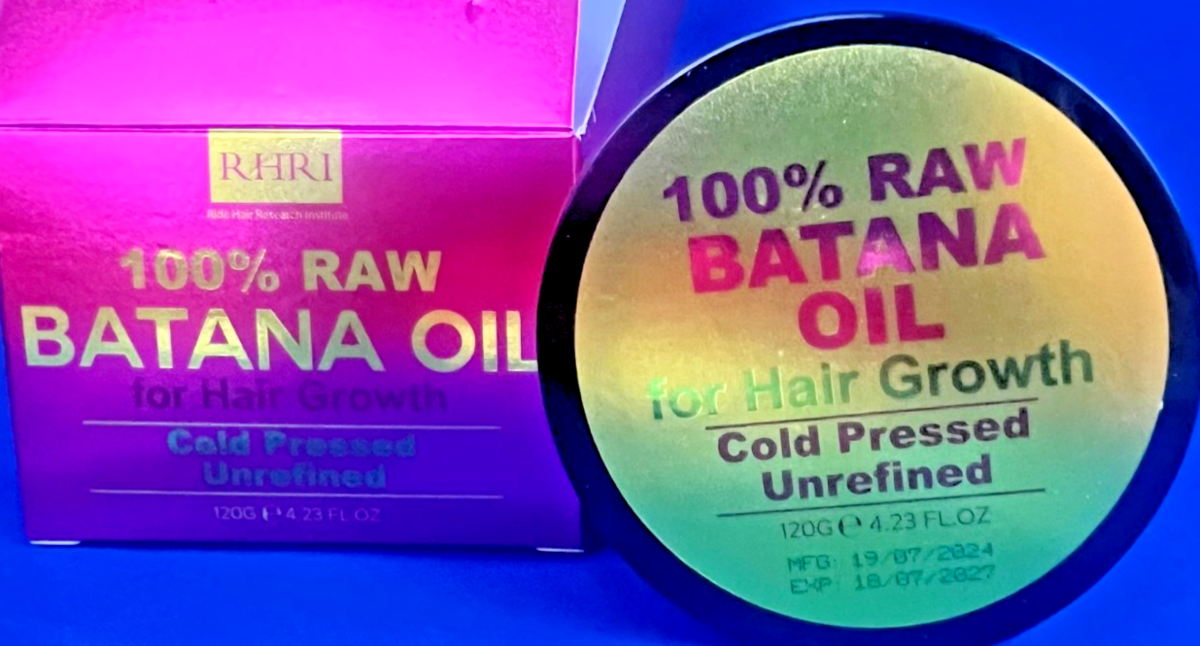 RHRI
Ride Hair Research Institute
100% RAW
BATANA OIL
for Hair Growth
Cold Pressed
Unrefined
120G ℮ 4.23 FL.OZ
100% RAW
BATANA
OIL
for Hair Growth
Cold Pressed
Unrefined
120G ℮ 4.23 FL.OZ
MFG: 19/07/2024
EXP: 18/07/2027